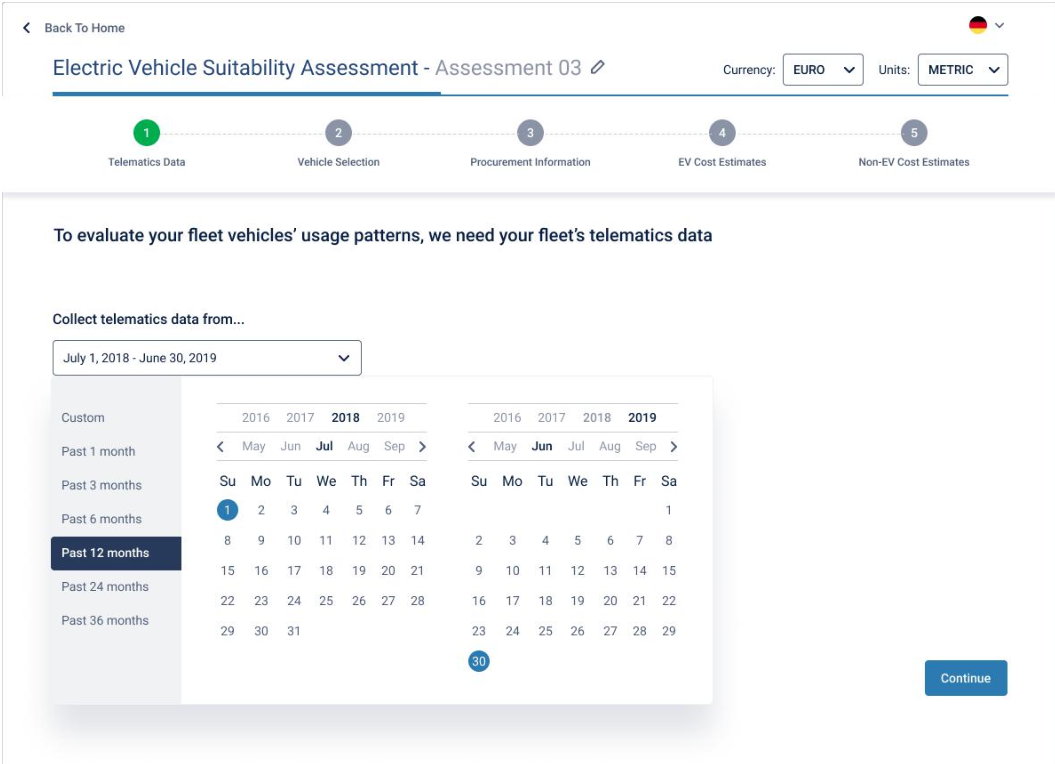 Back To Home
Electric Vehicle Suitability Assessment - Assessment 03
Currency: EURO Units: METRIC
1 2 3 4 5
Telematics Data Vehicle Selection Procurement Information EV Cost Estimates Non-EV Cost Estimates
To evaluate your fleet vehicles’ usage patterns, we need your fleet’s telematics data
Collect telematics data from...
July 1, 2018 - June 30, 2019
Custom
Past 1 month
Past 3 months
Past 6 months
Past 12 months
Past 24 months
Past 36 months
2016 2017 2018 2019
May Jun Jul Aug Sep
Su Mo Tu We Th Fr Sa
1 2 3 4 5 6 7
8 9 10 11 12 13 14
15 16 17 18 19 20 21
22 23 24 25 26 27 28
29 30 31
2016 2017 2018 2019
May Jun Jul Aug Sep
Su Mo Tu We Th Fr Sa
1
2 3 4 5 6 7 8
9 10 11 12 13 14 15
16 17 18 19 20 21 22
23 24 25 26 27 28 29
30
Continue